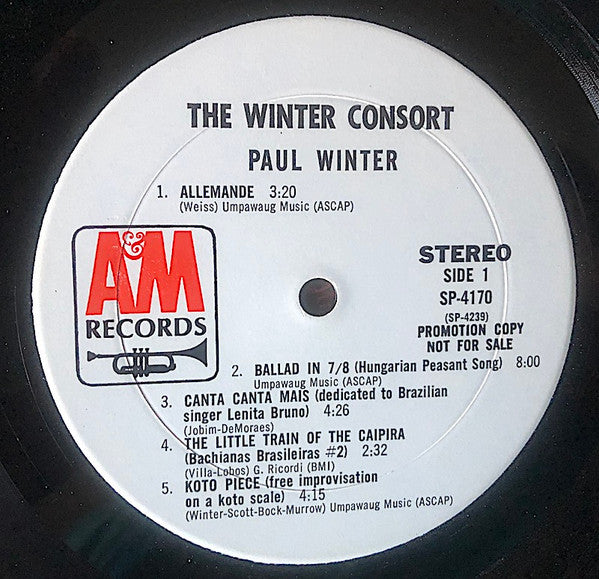 THE WINTER CONSORT
PAUL WINTER
1. ALLEMANDE 3:20
(Weiss) Umpawaug Music (ASCAP)
A&M
RECORDS
STEREO
SIDE 1
SP-4170
(SP-4239)
PROMOTION COPY
NOT FOR SALE
2. BALLAD IN 7/8 (Hungarian Peasant Song) 8:00
Umpawaug Music (ASCAP)
3. CANTA CANTA MAIS (dedicated to Brazilian
singer Lenita Bruno) 4:26
(Jobim-DeMoraes)
4. THE LITTLE TRAIN OF THE CAIPIRA
(Bachianas Brasileiras #2) 2:32
(Villa-Lobos) G. Ricordi (BMI)
5. KOTO PIECE (free improvisation
on a koto scale) 4:15
(Winter-Scott-Bock-Murrow) Umpawaug Music (ASCAP)